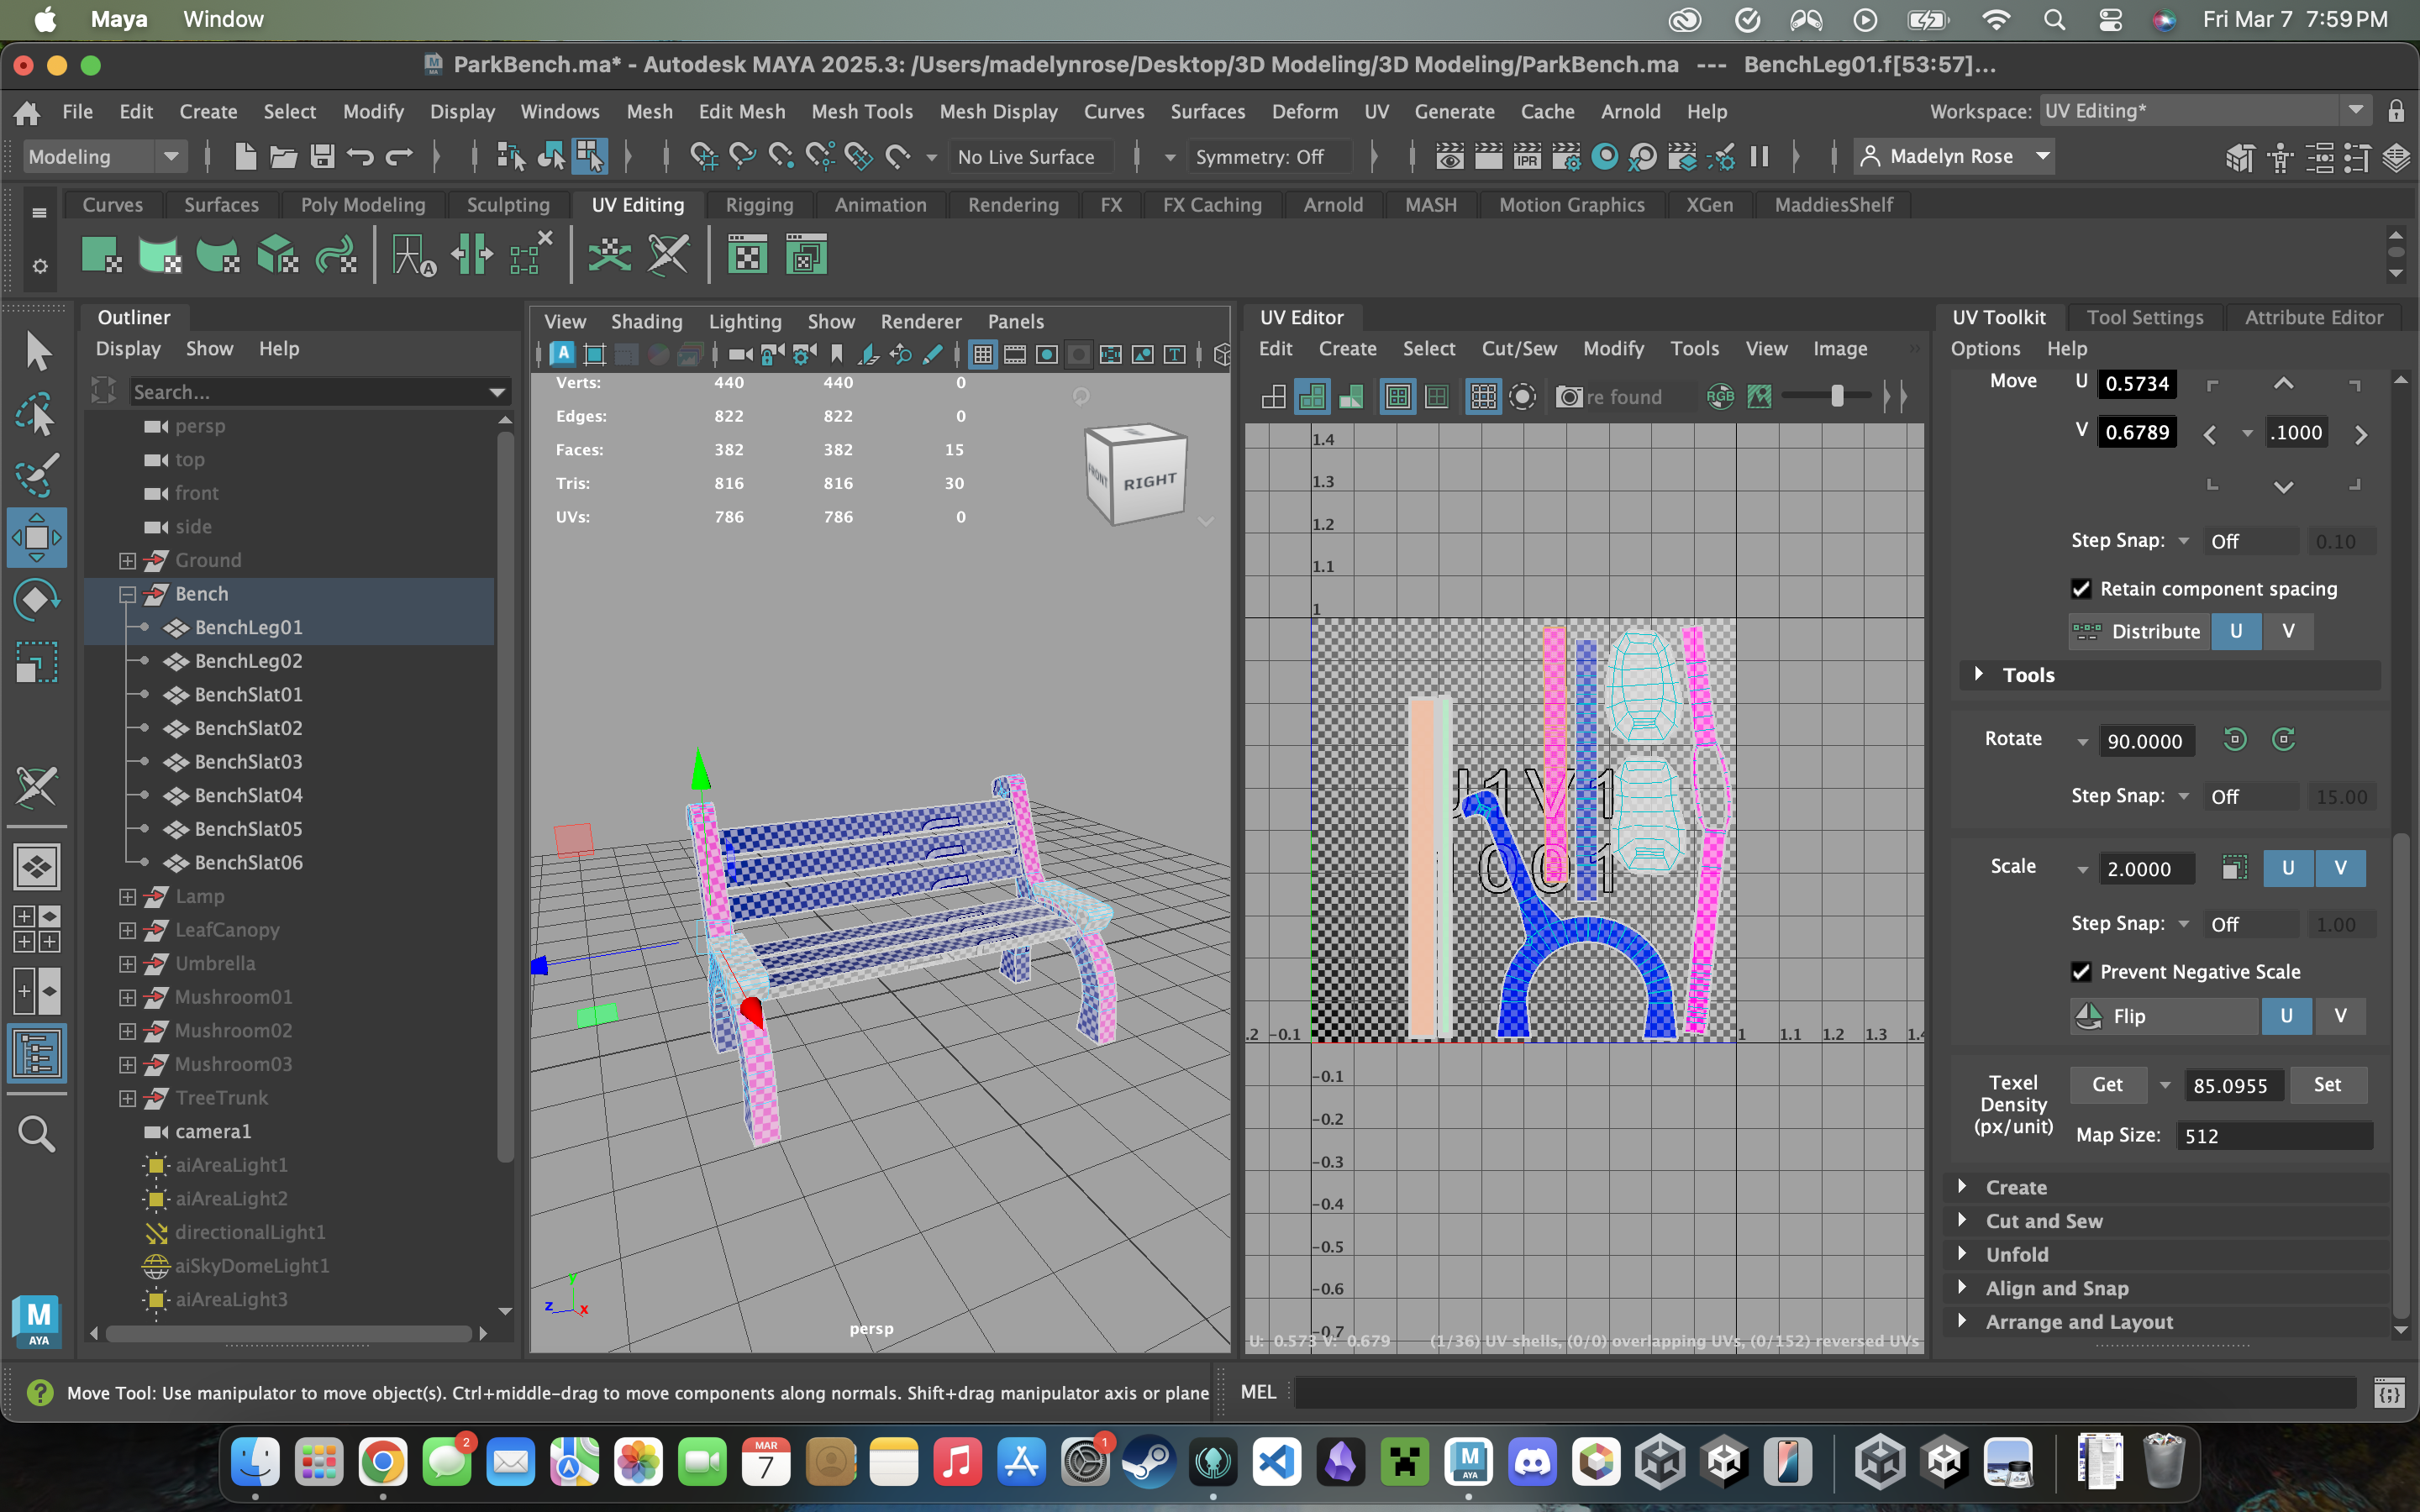 Maya Window Fri Mar 7 7:59 PM
ParkBench.ma* - Autodesk MAYA 2025.3: /Users/madelynrose/Desktop/3D Modeling/3D Modeling/ParkBench.ma --- BenchLeg01.f[53:57]...
File Edit Create Select Modify Display Windows Mesh Edit Mesh Mesh Tools Mesh Display Curves Surfaces Deform UV Generate Cache Arnold Help Workspace: UV Editing*
Modeling No Live Surface Symmetry: Off IPR Madelyn Rose
Curves Surfaces Poly Modeling Sculpting UV Editing Rigging Animation Rendering FX FX Caching Arnold MASH Motion Graphics XGen MaddiesShelf
Outliner
Display Show Help
Search...
persp
top
front
side
Ground
Bench
BenchLeg01
BenchLeg02
BenchSlat01
BenchSlat02
BenchSlat03
BenchSlat04
BenchSlat05
BenchSlat06
Lamp
LeafCanopy
Umbrella
Mushroom01
Mushroom02
Mushroom03
TreeTrunk
camera1
aiAreaLight1
aiAreaLight2
directionalLight1
aiSkyDomeLight1
aiAreaLight3
View Shading Lighting Show Renderer Panels
Verts: 440 440 0
Edges: 822 822 0
Faces: 382 382 15
Tris: 816 816 30
UVs: 786 786 0
FRONT RIGHT
y
z x
persp
UV Editor
Edit Create Select Cut/Sew Modify Tools View Image
re found RGB
1.4
1.3
1.2
1.1
1
.2 -0.1 1 1.1 1.2 1.3 1.4
-0.1
-0.2
-0.3
-0.4
-0.5
-0.6
-0.7
U: 0.573 V: 0.679 (1/36) UV shells, (0/0) overlapping UVs, (0/152) reversed UVs
UV Toolkit Tool Settings Attribute Editor
Options Help
Move U 0.5734
V 0.6789 .1000
Step Snap: Off 0.10
Retain component spacing
Distribute U V
Tools
Rotate 90.0000
Step Snap: Off 15.00
Scale 2.0000 U V
Step Snap: Off 1.00
Prevent Negative Scale
Flip U V
Texel Density (px/unit) Get 85.0955 Set
Map Size: 512
Create
Cut and Sew
Unfold
Align and Snap
Arrange and Layout
M
AYA
Move Tool: Use manipulator to move object(s). Ctrl+middle-drag to move components along normals. Shift+drag manipulator axis or plane
MEL
2
MAR
7
1
M
AYA